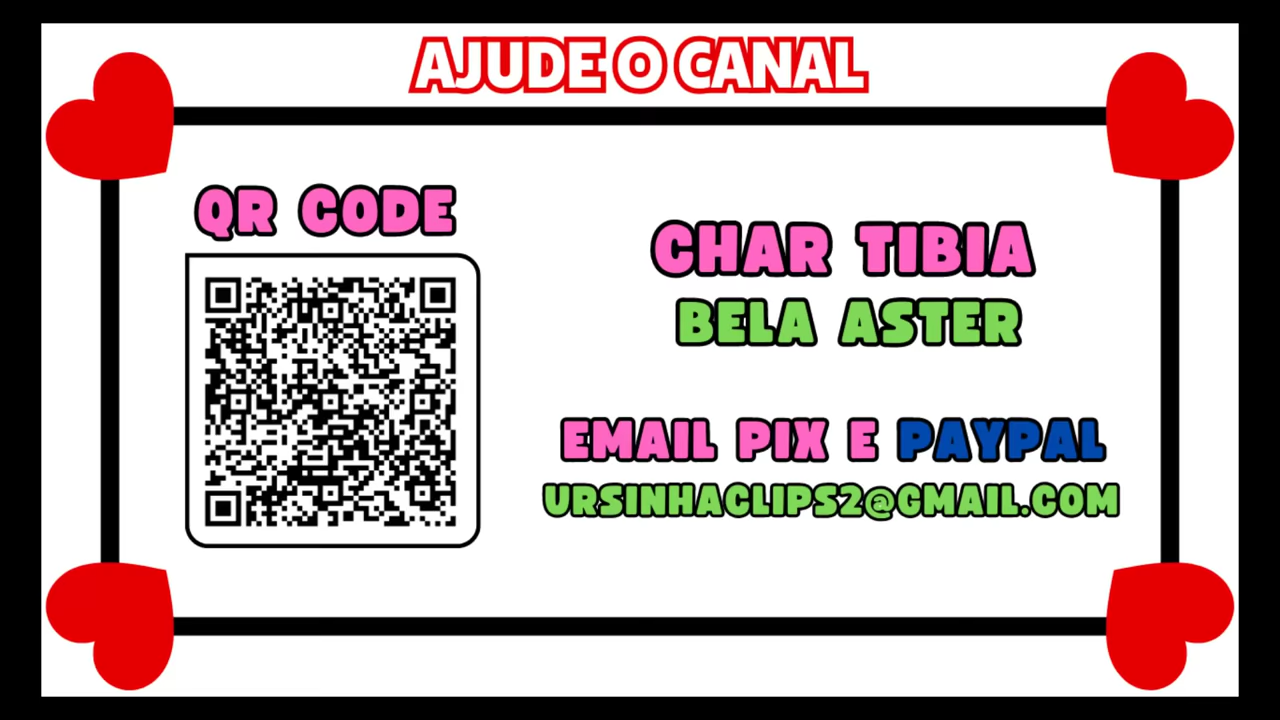 AJUDE O CANAL
QR CODE
CHAR TIBIA
BELA ASTER
EMAIL PIX E PAYPAL
URSINHACLIPS2@GMAIL.COM